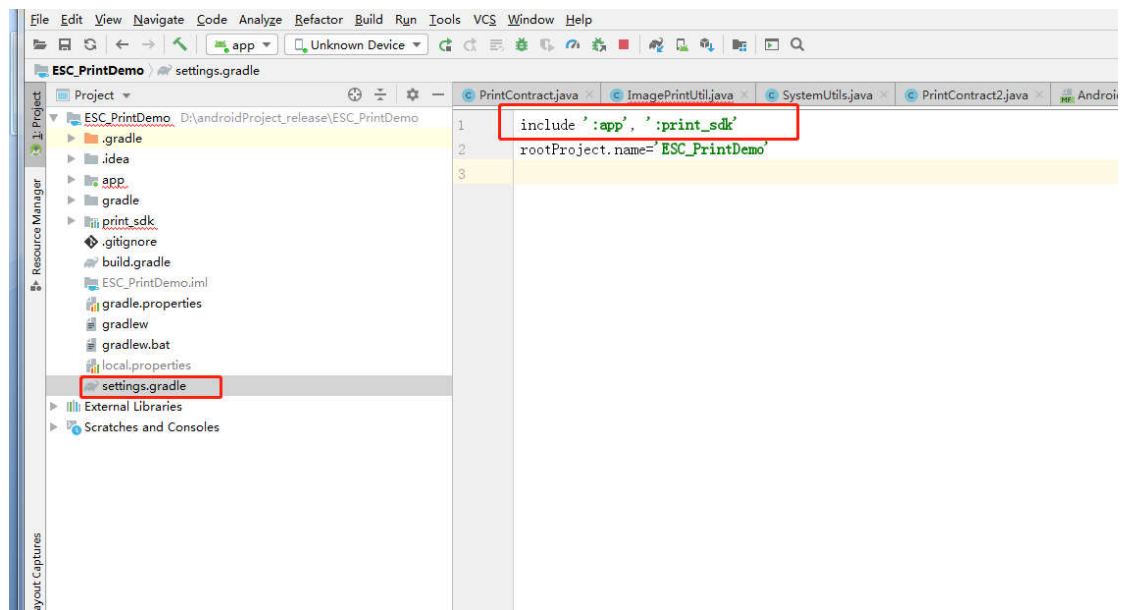 File Edit View Navigate Code Analyze Refactor Build Run Tools VCS Window Help
app Unknown Device
ESC_PrintDemo settings.gradle
Project
PrintContract.java ImagePrintUtil.java SystemUtils.java PrintContract2.java
1: Project
Resource Manager
ESC_PrintDemo D:\androidProject_release\ESC_PrintDemo
.gradle
.idea
app
gradle
print_sdk
.gitignore
build.gradle
ESC_PrintDemo.iml
gradle.properties
gradlew
gradlew.bat
local.properties
settings.gradle
External Libraries
Scratches and Consoles
1 include ':app', ':print_sdk'
2 rootProject.name='ESC_PrintDemo'
3